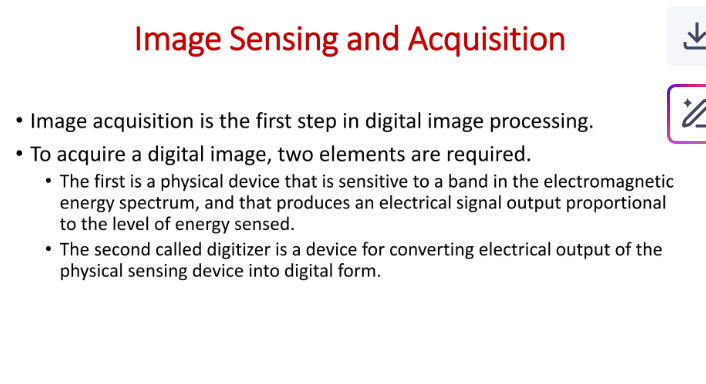 Image Sensing and Acquisition
• Image acquisition is the first step in digital image processing.
• To acquire a digital image, two elements are required.
• The first is a physical device that is sensitive to a band in the electromagnetic
energy spectrum, and that produces an electrical signal output proportional
to the level of energy sensed.
• The second called digitizer is a device for converting electrical output of the
physical sensing device into digital form.